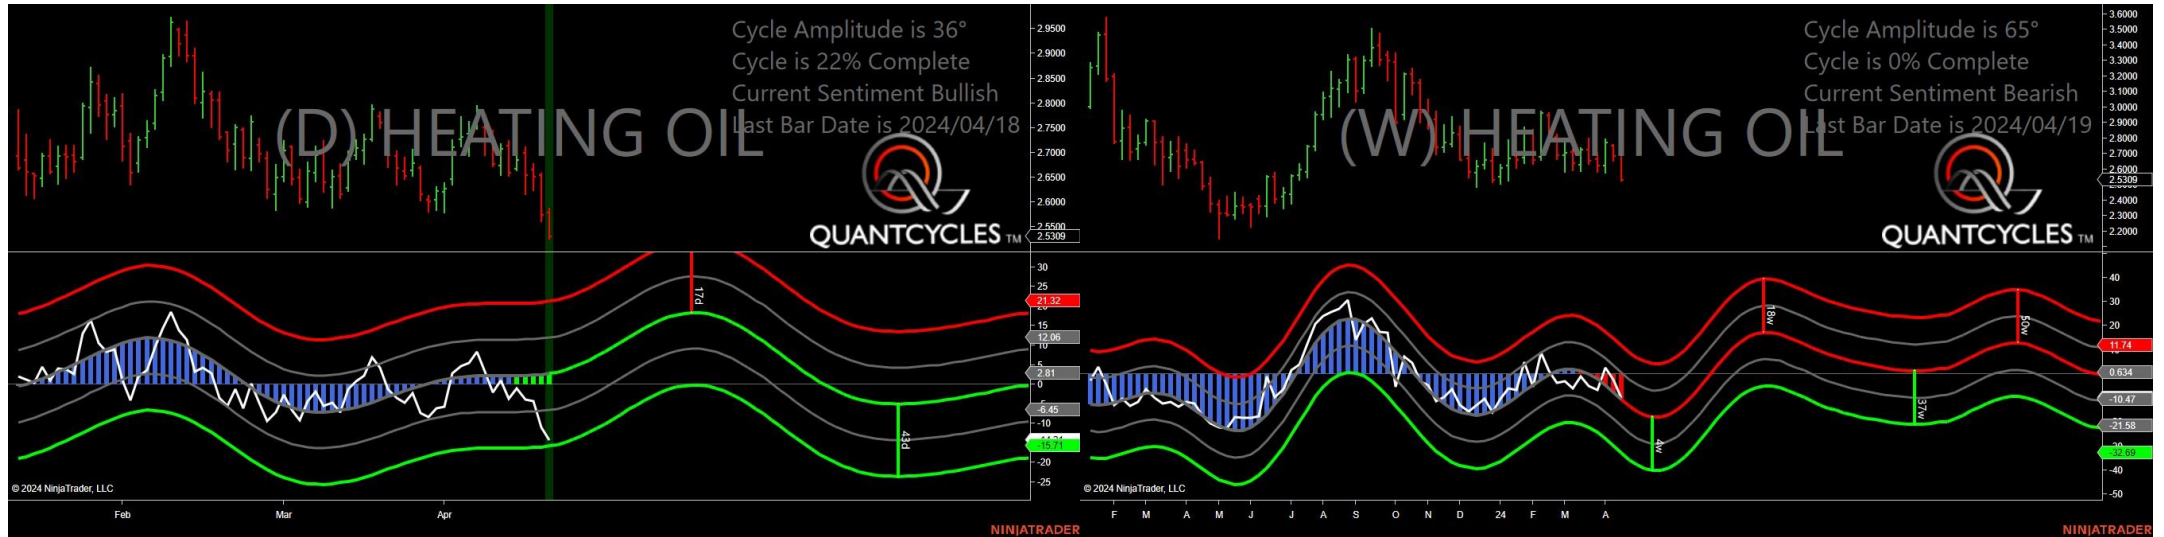 Cycle Amplitude is 36°
Cycle is 22% Complete
Current Sentiment Bullish
Last Bar Date is 2024/04/18
(D) HEATING OIL
QUANTCYCLES TM
2.9500
2.9000
2.8500
2.8000
2.7500
2.7000
2.6500
2.6000
2.5500
2.5309
30
25
21.32
15
12.06
10
5
2.81
0
-5
-6.45
-10
-15.71
-20
-25
17d
43d
© 2024 NinjaTrader, LLC
Feb Mar Apr
NINJATRADER
Cycle Amplitude is 65°
Cycle is 0% Complete
Current Sentiment Bearish
Last Bar Date is 2024/04/19
(W) HEATING OIL
QUANTCYCLES TM
3.6000
3.4000
3.2000
3.1000
3.0000
2.9000
2.8000
2.7000
2.6000
2.5309
2.4000
2.3000
2.2000
40
30
20
11.74
0.634
-10.47
-21.58
-32.69
-40
-50
18w
50w
4w
37w
© 2024 NinjaTrader, LLC
F M A M J J A S O N D 24 F M A
NINJATRADER